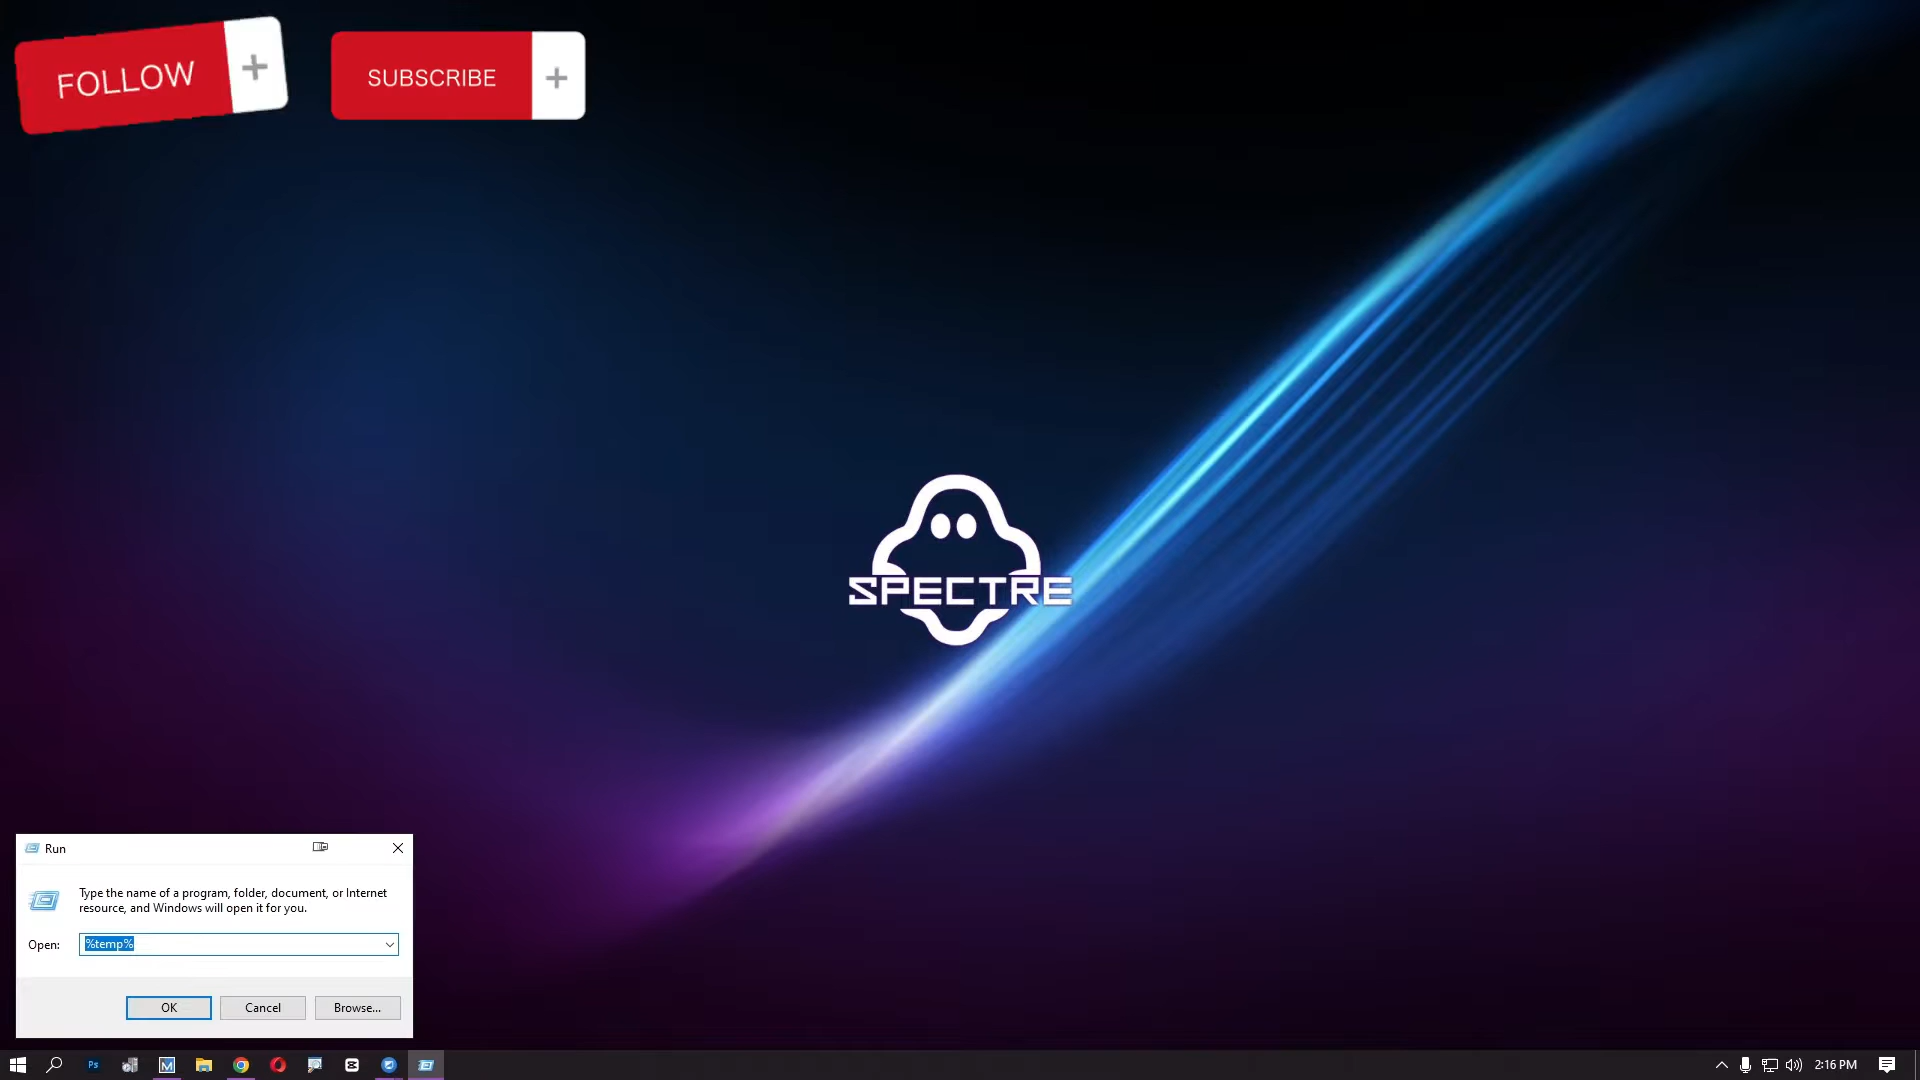 FOLLOW +
SUBSCRIBE +
SPECTRE
Run
Type the name of a program, folder, document, or Internet
resource, and Windows will open it for you.
Open: %temp%
OK Cancel Browse...
Ps M 2:16 PM